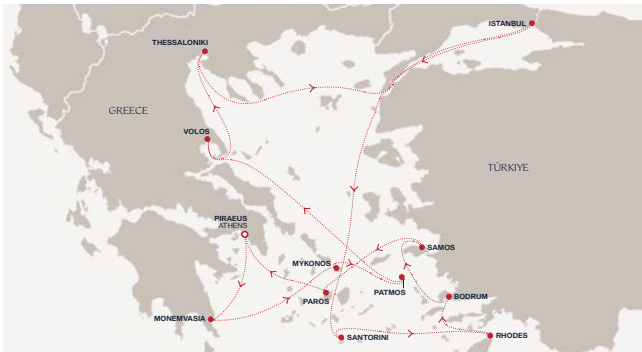 ISTANBUL
THESSALONIKI
GREECE
VOLOS
TÜRKIYE
PIRAEUS
ATHENS
SAMOS
MYKONOS
PATMOS
BODRUM
PAROS
MONEMVASIA
SANTORINI
RHODES